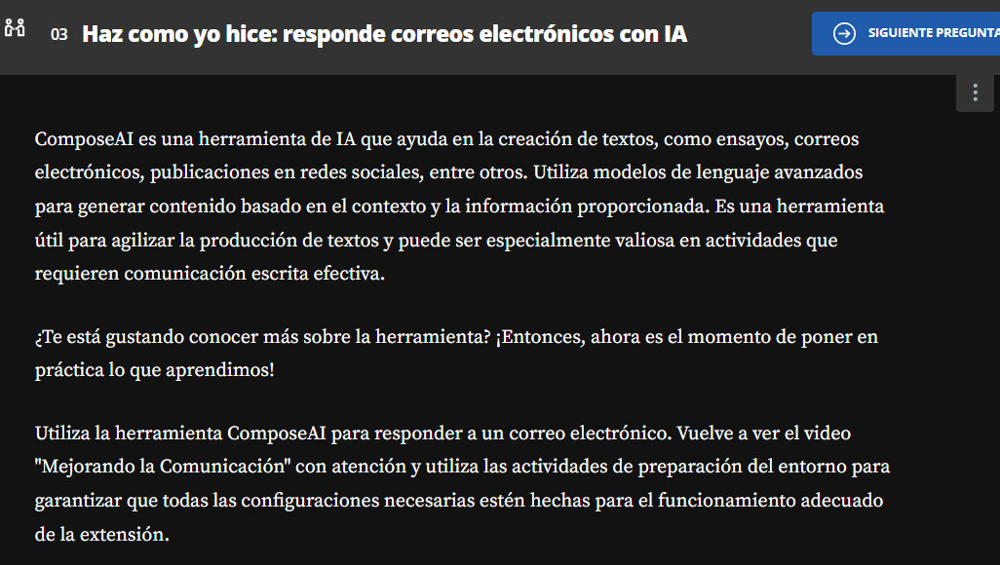 03 Haz como yo hice: responde correos electrónicos con IA
SIGUIENTE PREGUNTA
ComposeAI es una herramienta de IA que ayuda en la creación de textos, como ensayos, correos
electrónicos, publicaciones en redes sociales, entre otros. Utiliza modelos de lenguaje avanzados
para generar contenido basado en el contexto y la información proporcionada. Es una herramienta
útil para agilizar la producción de textos y puede ser especialmente valiosa en actividades que
requieren comunicación escrita efectiva.
¿Te está gustando conocer más sobre la herramienta? ¡Entonces, ahora es el momento de poner en
práctica lo que aprendimos!
Utiliza la herramienta ComposeAI para responder a un correo electrónico. Vuelve a ver el video
"Mejorando la Comunicación" con atención y utiliza las actividades de preparación del entorno para
garantizar que todas las configuraciones necesarias estén hechas para el funcionamiento adecuado
de la extensión.